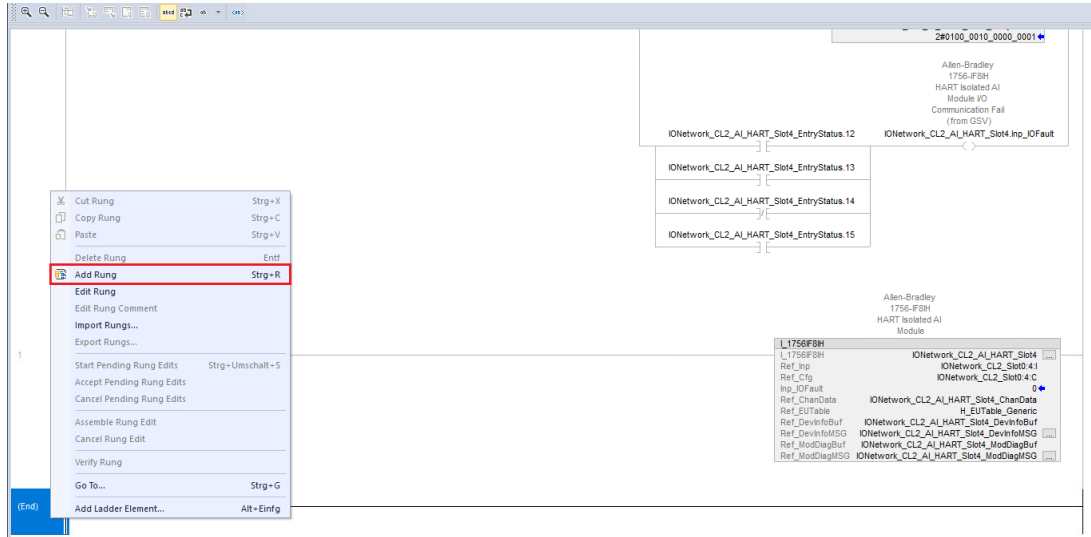 abcd
ab...
<ab>
2#0100_0010_0000_0001
Allen-Bradley
1756-IF8IH
HART Isolated AI
Module I/O
Communication Fail
(from GSV)
IONetwork_CL2_AI_HART_Slot4_EntryStatus.12
IONetwork_CL2_AI_HART_Slot4.Inp_IOFault
IONetwork_CL2_AI_HART_Slot4_EntryStatus.13
IONetwork_CL2_AI_HART_Slot4_EntryStatus.14
IONetwork_CL2_AI_HART_Slot4_EntryStatus.15
Cut Rung Strg+X
Copy Rung Strg+C
Paste Strg+V
Delete Rung Entf
Add Rung Strg+R
Edit Rung
Edit Rung Comment
Import Rungs...
Export Rungs...
Start Pending Rung Edits Strg+Umschalt+S
Accept Pending Rung Edits
Cancel Pending Rung Edits
Assemble Rung Edit
Cancel Rung Edit
Verify Rung
Go To... Strg+G
Add Ladder Element... Alt+Einfg
1
(End)
Allen-Bradley
1756-IF8IH
HART Isolated AI
Module
I_1756IF8IH
I_1756IF8IH IONetwork_CL2_AI_HART_Slot4 ...
Ref_Inp IONetwork_CL2_Slot0:4:I
Ref_Cfg IONetwork_CL2_Slot0:4:C
Inp_IOFault 0
Ref_ChanData IONetwork_CL2_AI_HART_Slot4_ChanData
Ref_EUTable H_EUTable_Generic
Ref_DevInfoBuf IONetwork_CL2_AI_HART_Slot4_DevInfoBuf
Ref_DevInfoMSG IONetwork_CL2_AI_HART_Slot4_DevInfoMSG ...
Ref_ModDiagBuf IONetwork_CL2_AI_HART_Slot4_ModDiagBuf
Ref_ModDiagMSG IONetwork_CL2_AI_HART_Slot4_ModDiagMSG ...